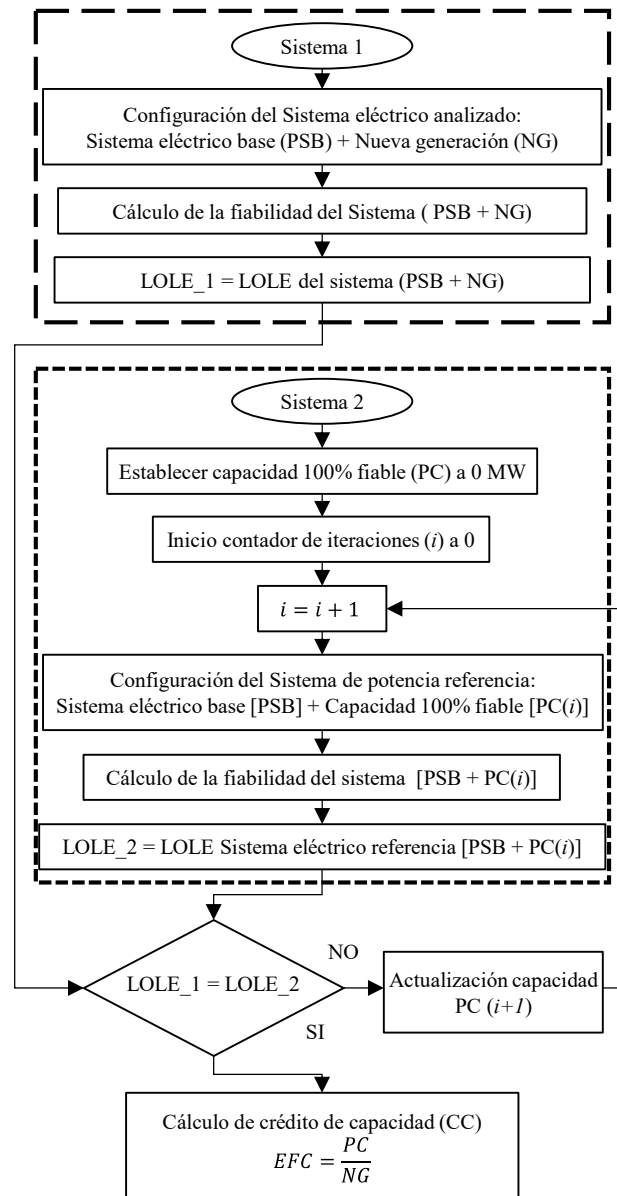 Sistema 1
Configuración del Sistema eléctrico analizado:
Sistema eléctrico base (PSB) + Nueva generación (NG)
Cálculo de la fiabilidad del Sistema ( PSB + NG)
LOLE_1 = LOLE del sistema (PSB + NG)
Sistema 2
Establecer capacidad 100% fiable (PC) a 0 MW
Inicio contador de iteraciones (i) a 0
i = i + 1
Configuración del Sistema de potencia referencia:
Sistema eléctrico base [PSB] + Capacidad 100% fiable [PC(i)]
Cálculo de la fiabilidad del sistema [PSB + PC(i)]
LOLE_2 = LOLE Sistema eléctrico referencia [PSB + PC(i)]
LOLE_1 = LOLE_2
NO
SI
Actualización capacidad
PC (i+1)
Cálculo de crédito de capacidad (CC)
EFC = PC/NG